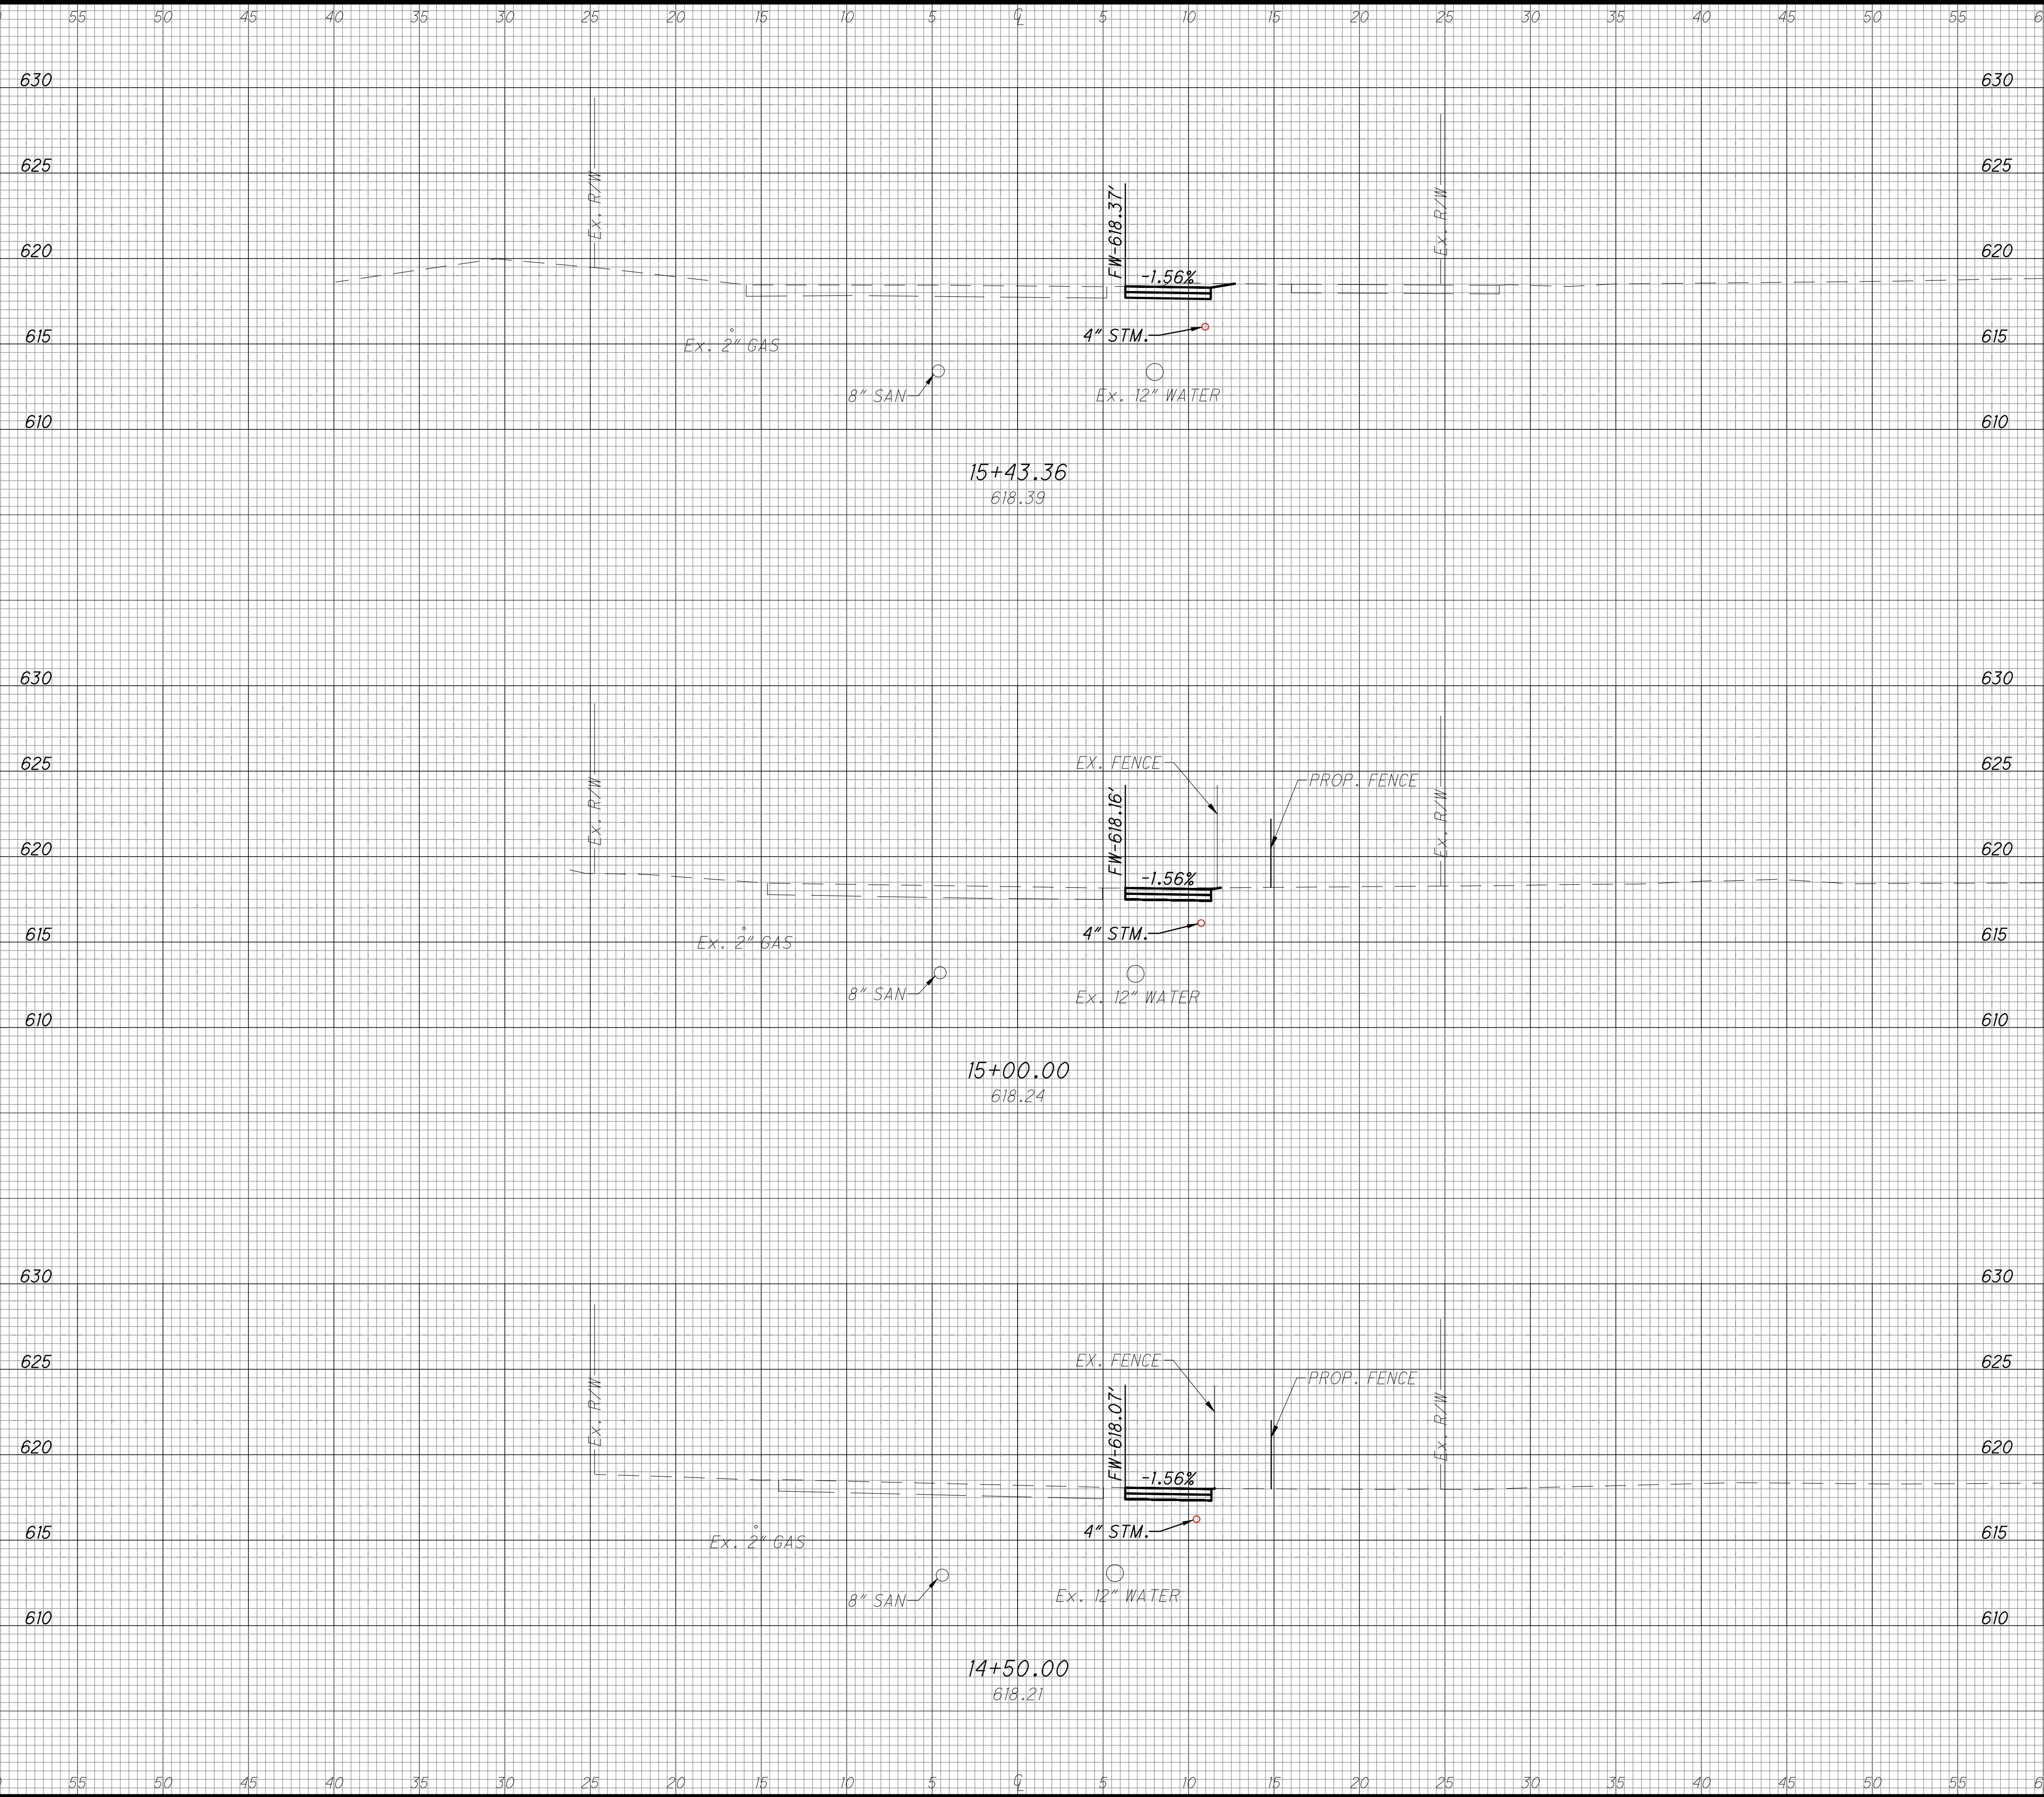 55 50 45 40 35 30 25 20 15 10 5 ℄ 5 10 15 20 25 30 35 40 45 50 55
630 630
625 625
Ex. R/W
FW-618.37'
Ex. R/W
620 620
-1.56%
4" STM.
615 615
Ex. 2" GAS
8" SAN
Ex. 12" WATER
610 610
15+43.36
618.39
630 630
625 625
EX. FENCE
PROP. FENCE
Ex. R/W
FW-618.16'
Ex. R/W
620 620
-1.56%
4" STM.
615 615
Ex. 2" GAS
8" SAN
Ex. 12" WATER
610 610
15+00.00
618.24
630 630
625 625
EX. FENCE
PROP. FENCE
Ex. R/W
FW-618.07'
Ex. R/W
620 620
-1.56%
4" STM.
615 615
Ex. 2" GAS
8" SAN
Ex. 12" WATER
610 610
14+50.00
618.21
55 50 45 40 35 30 25 20 15 10 5 ℄ 5 10 15 20 25 30 35 40 45 50 55